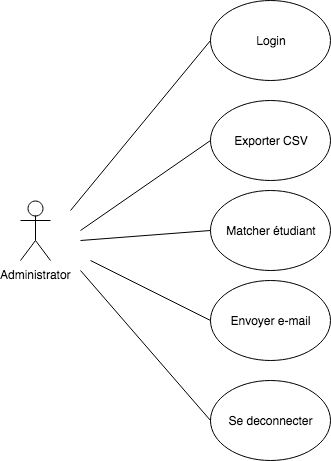 Login
Exporter CSV
Matcher étudiant
Administrator
Envoyer e-mail
Se deconnecter